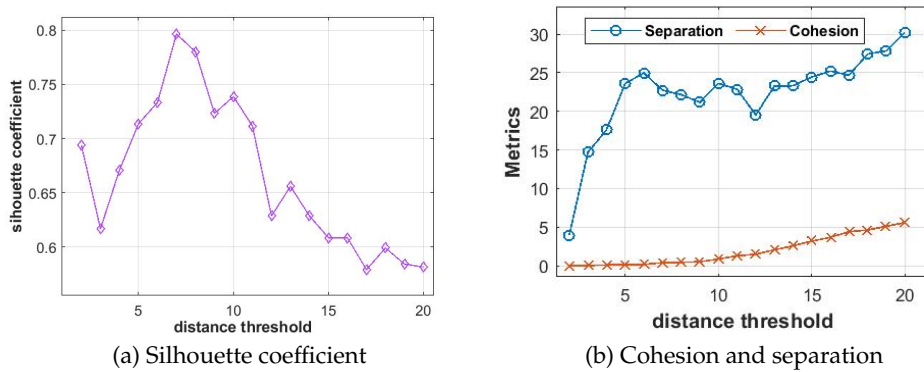 0.8
0.75
0.7
0.65
0.6
sihouette coefficient
5
10
15
20
distance threshold
(a) Silhouette coefficient
Separation
Cohesion
30
25
20
15
10
5
0
Metrics
5
10
15
20
distance threshold
(b) Cohesion and separation